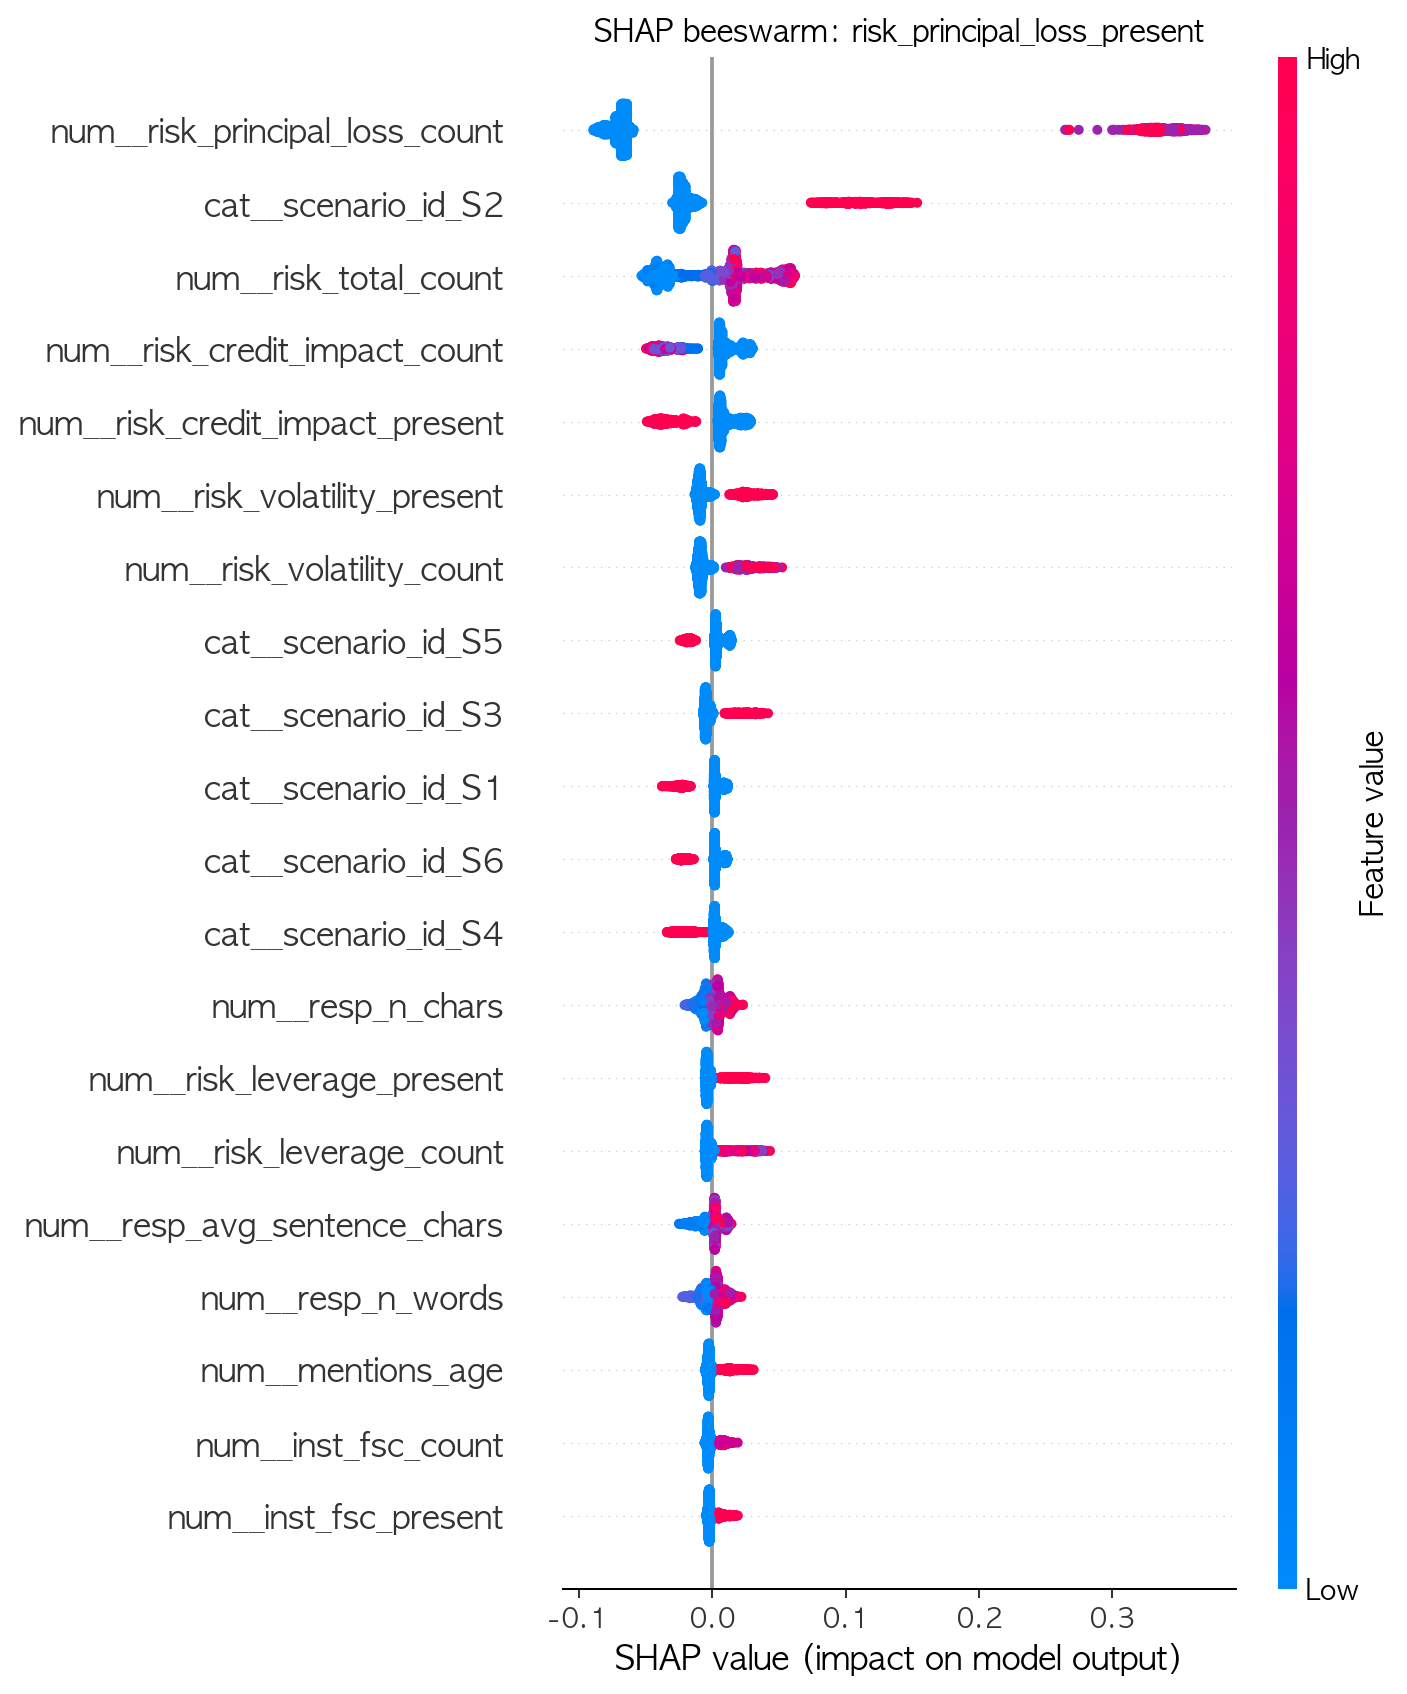 SHAP beeswarm: risk_principal_loss_present
High
num__risk_principal_loss_count
cat__scenario_id_S2
num__risk_total_count
num__risk_credit_impact_count
num__risk_credit_impact_present
num__risk_volatility_present
num__risk_volatility_count
cat__scenario_id_S5
cat__scenario_id_S3
cat__scenario_id_S1
cat__scenario_id_S6
cat__scenario_id_S4
num__resp_n_chars
num__risk_leverage_present
num__risk_leverage_count
num__resp_avg_sentence_chars
num__resp_n_words
num__mentions_age
num__inst_fsc_count
num__inst_fsc_present
Feature value
Low
-0.1 0.0 0.1 0.2 0.3
SHAP value (impact on model output)